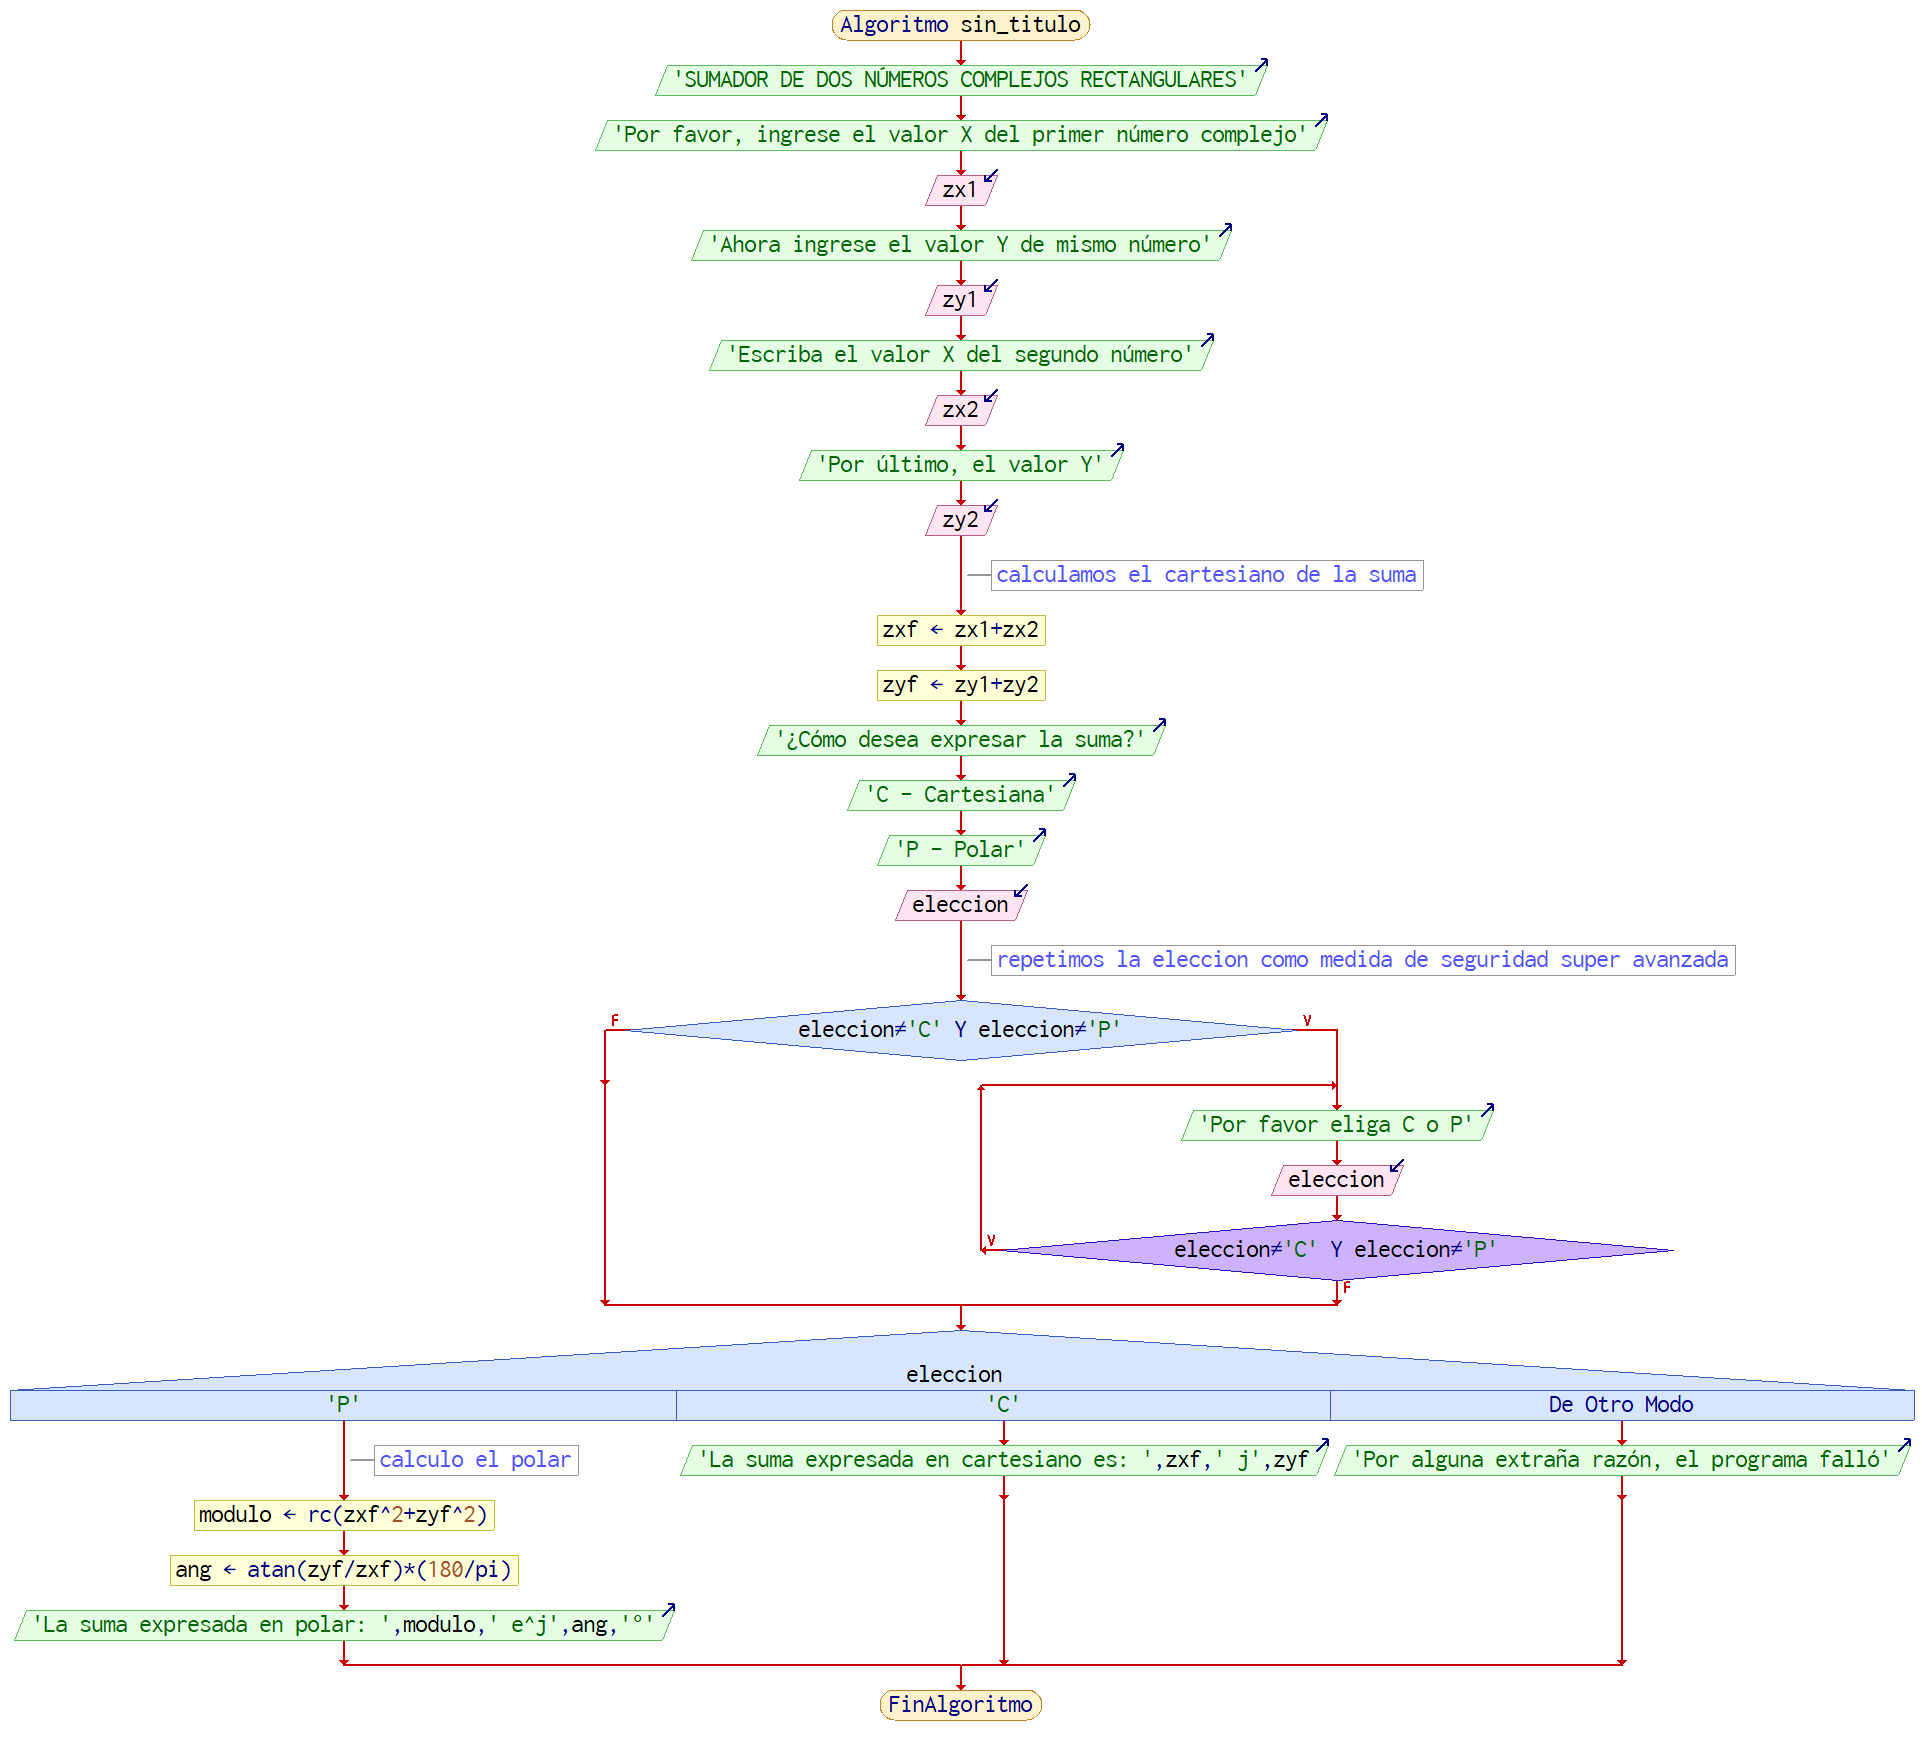 Algoritmo sin_titulo
'SUMADOR DE DOS NÚMEROS COMPLEJOS RECTANGULARES'
'Por favor, ingrese el valor X del primer número complejo'
zx1
'Ahora ingrese el valor Y de mismo número'
zy1
'Escriba el valor X del segundo número'
zx2
'Por último, el valor Y'
zy2
calculamos el cartesiano de la suma
zxf ← zx1+zx2
zyf ← zy1+zy2
'¿Cómo desea expresar la suma?'
'C - Cartesiana'
'P - Polar'
eleccion
repetimos la eleccion como medida de seguridad super avanzada
F
eleccion≠'C' Y eleccion≠'P'
V
'Por favor eliga C o P'
eleccion
V
eleccion≠'C' Y eleccion≠'P'
F
eleccion
'P'
'C'
De Otro Modo
calculo el polar
'La suma expresada en cartesiano es: ',zxf,' j',zyf
'Por alguna extraña razón, el programa falló'
modulo ← rc(zxf^2+zyf^2)
ang ← atan(zyf/zxf)*(180/pi)
'La suma expresada en polar: ',modulo,' e^j',ang,'°'
FinAlgoritmo